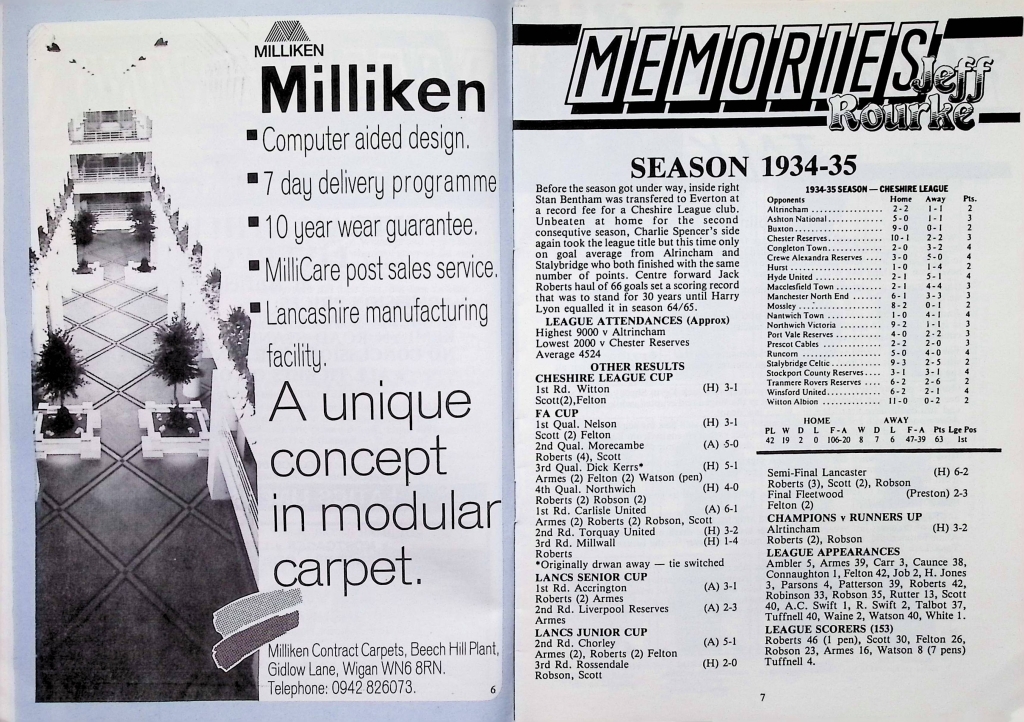 MILLIKEN
Milliken
Computer aided design.
7 day delivery programme
10 year wear guarantee.
MilliCare post sales service.
Lancashire manufacturing
facility.
A unique
concept
in modular
carpet.
Milliken Contract Carpets, Beech Hill Plant,
Gidlow Lane, Wigan WN6 8RN.
Telephone: 0942 826073.
6
MEMORIES
Jeff
Rourke
SEASON 1934-35
Before the season got under way, inside right
Stan Bentham was transfered to Everton at
a record fee for a Cheshire League club.
Unbeaten at home for the second
consequtive season, Charlie Spencer's side
again took the league title but this time only
on goal average from Alrincham and
Stalybridge who both finished with the same
number of points. Centre forward Jack
Roberts haul of 66 goals set a scoring record
that was to stand for 30 years until Harry
Lyon equalled it in season 64/65.
LEAGUE ATTENDANCES (Approx)
Highest 9000 v Altrincham
Lowest 2000 v Chester Reserves
Average 4524
OTHER RESULTS
CHESHIRE LEAGUE CUP
1st Rd. Witton (H) 3-1
Scott(2),Felton
FA CUP
1st Qual. Nelson (H) 3-1
Scott (2) Felton
2nd Qual. Morecambe (A) 5-0
Roberts (4), Scott
3rd Qual. Dick Kerrs* (H) 5-1
Armes (2) Felton (2) Watson (pen)
4th Qual. Northwich (H) 4-0
Roberts (2) Robson (2)
1st Rd. Carlisle United (A) 6-1
Armes (2) Roberts (2) Robson, Scott
2nd Rd. Torquay United (H) 3-2
3rd Rd. Millwall (H) 1-4
Roberts
*Originally drwan away — tie switched
LANCS SENIOR CUP
1st Rd. Accrington (A) 3-1
Roberts (2) Armes
2nd Rd. Liverpool Reserves (A) 2-3
Armes
LANCS JUNIOR CUP
2nd Rd. Chorley (A) 5-1
Armes (2), Roberts (2) Felton
3rd Rd. Rossendale (H) 2-0
Robson, Scott
1934-35 SEASON — CHESHIRE LEAGUE
Opponents Home Away Pts.
Altrincham 2-2 1-1 2
Ashton National 5-0 1-1 3
Buxton 9-0 0-1 2
Chester Reserves 10-1 2-2 3
Congleton Town 2-0 3-2 4
Crewe Alexandra Reserves 3-0 5-0 4
Hurst 1-0 1-4 2
Hyde United 2-1 5-1 4
Macclesfield Town 2-1 4-4 3
Manchester North End 6-1 3-3 3
Mossley 8-2 0-1 2
Nantwich Town 1-0 4-1 4
Northwich Victoria 9-2 1-1 3
Port Vale Reserves 4-0 2-2 3
Prescot Cables 2-2 2-0 3
Runcorn 5-0 4-0 4
Stalybridge Celtic 9-3 2-5 2
Stockport County Reserves 3-1 3-1 4
Tranmere Rovers Reserves 6-2 2-6 2
Winsford United 6-2 2-1 4
Witton Albion 11-0 0-2 2
HOME AWAY
PL W D L F-A W D L F-A Pts Lge Pos
42 19 2 0 106-20 8 7 6 47-39 63 1st
Semi-Final Lancaster (H) 6-2
Roberts (3), Scott (2), Robson
Final Fleetwood (Preston) 2-3
Felton (2)
CHAMPIONS v RUNNERS UP
Alrtincham (H) 3-2
Roberts (2), Robson
LEAGUE APPEARANCES
Ambler 5, Armes 39, Carr 3, Caunce 38,
Connaughton 1, Felton 42, Job 2, H. Jones
3, Parsons 4, Patterson 39, Roberts 42,
Robinson 33, Robson 35, Rutter 13, Scott
40, A.C. Swift 1, R. Swift 2, Talbot 37,
Tuffnell 40, Waine 2, Watson 40, White 1.
LEAGUE SCORERS (153)
Roberts 46 (1 pen), Scott 30, Felton 26,
Robson 23, Armes 16, Watson 8 (7 pens)
Tuffnell 4.
7